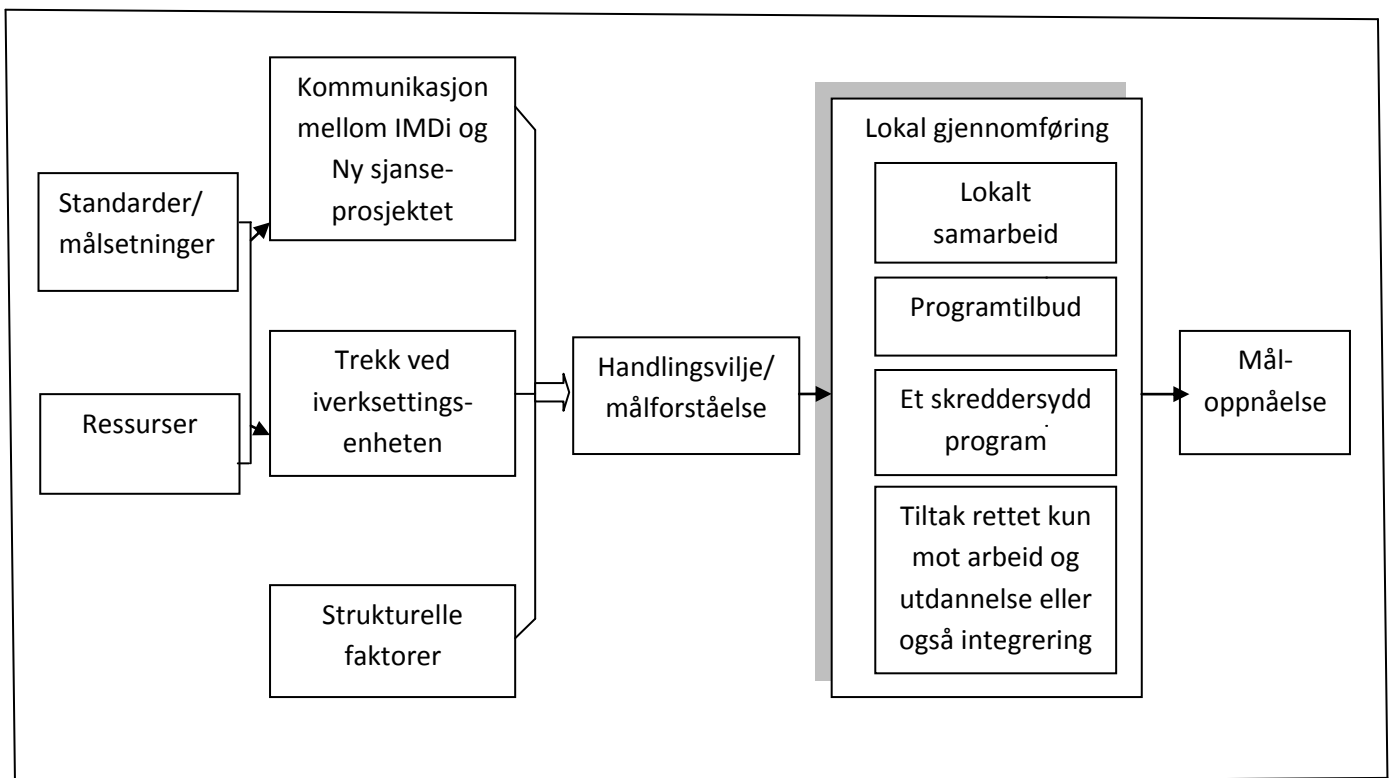 Standarder/
målsetninger
Ressurser
Kommunikasjon
mellom IMDi og
Ny sjanse-
prosjektet
Trekk ved
iverksettings-
enheten
Strukturelle
faktorer
Handlingsvilje/
målforståelse
Lokal gjennomføring
Lokalt
samarbeid
Programtilbud
Et skreddersydd
program
Tiltak rettet kun
mot arbeid og
utdannelse eller
også integrering
Mål-
oppnåelse